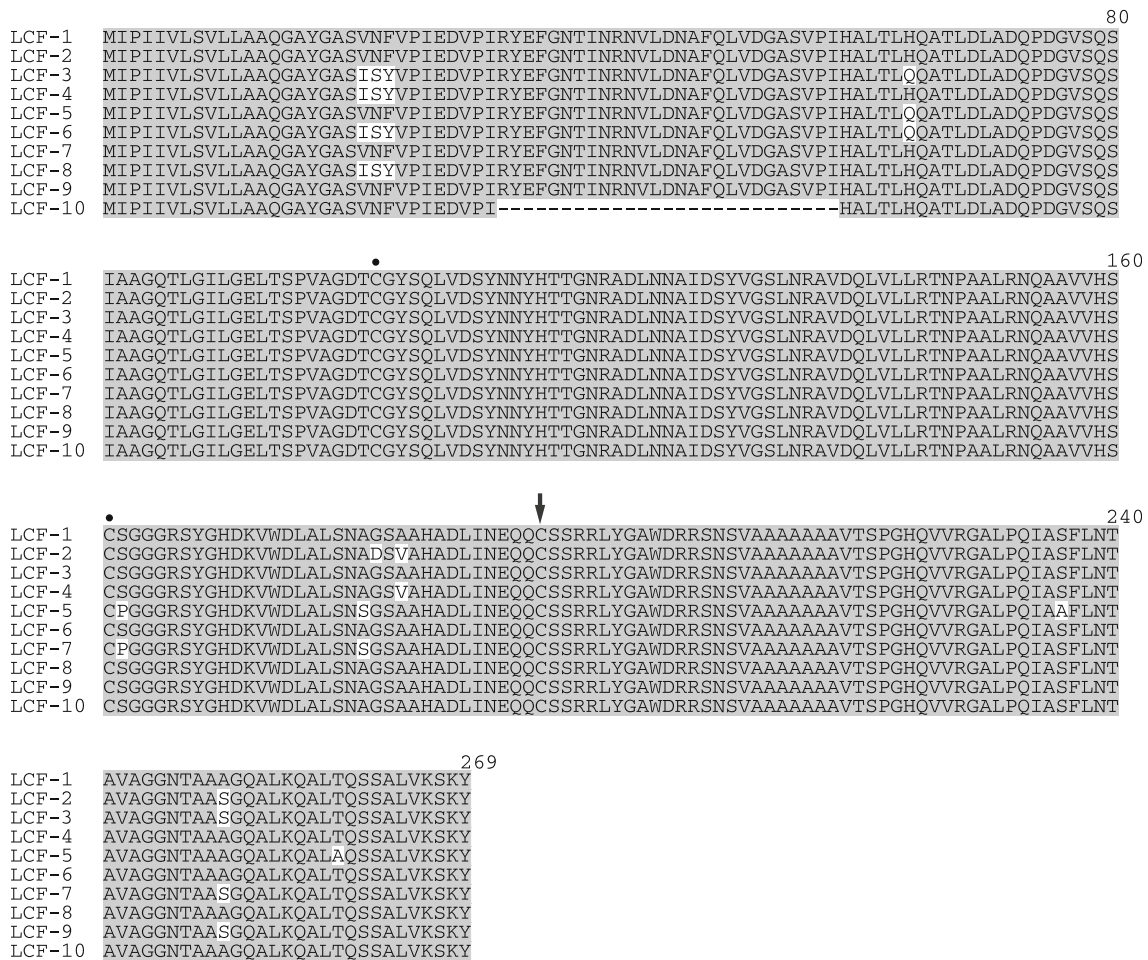 80
LCF-1 MIPIIVLSVLLAAQGAYGASVNFVPIEDVPIRYEFGNTINRNVLDNAFQLVDGASVPIHALTLHQATLDLADQPDGVSQS
LCF-2 MIPIIVLSVLLAAQGAYGASVNFVPIEDVPIRYEFGNTINRNVLDNAFQLVDGASVPIHALTLHQATLDLADQPDGVSQS
LCF-3 MIPIIVLSVLLAAQGAYGASISYVPIEDVPIRYEFGNTINRNVLDNAFQLVDGASVPIHALTLQQATLDLADQPDGVSQS
LCF-4 MIPIIVLSVLLAAQGAYGASISYVPIEDVPIRYEFGNTINRNVLDNAFQLVDGASVPIHALTLHQATLDLADQPDGVSQS
LCF-5 MIPIIVLSVLLAAQGAYGASVNFVPIEDVPIRYEFGNTINRNVLDNAFQLVDGASVPIHALTLQQATLDLADQPDGVSQS
LCF-6 MIPIIVLSVLLAAQGAYGASISYVPIEDVPIRYEFGNTINRNVLDNAFQLVDGASVPIHALTLQQATLDLADQPDGVSQS
LCF-7 MIPIIVLSVLLAAQGAYGASVNFVPIEDVPIRYEFGNTINRNVLDNAFQLVDGASVPIHALTLHQATLDLADQPDGVSQS
LCF-8 MIPIIVLSVLLAAQGAYGASISYVPIEDVPIRYEFGNTINRNVLDNAFQLVDGASVPIHALTLHQATLDLADQPDGVSQS
LCF-9 MIPIIVLSVLLAAQGAYGASVNFVPIEDVPIRYEFGNTINRNVLDNAFQLVDGASVPIHALTLHQATLDLADQPDGVSQS
LCF-10 MIPIIVLSVLLAAQGAYGASVNFVPIEDVPI---------------------------HALTLHQATLDLADQPDGVSQS
160
LCF-1 IAAGQTLGILGELTSPVAGDTCGYSQLVDSYNNYHTTGNRADLNNAIDSYVGSLNRAVDQLVLLRTNPAALRNQAAVVHS
LCF-2 IAAGQTLGILGELTSPVAGDTCGYSQLVDSYNNYHTTGNRADLNNAIDSYVGSLNRAVDQLVLLRTNPAALRNQAAVVHS
LCF-3 IAAGQTLGILGELTSPVAGDTCGYSQLVDSYNNYHTTGNRADLNNAIDSYVGSLNRAVDQLVLLRTNPAALRNQAAVVHS
LCF-4 IAAGQTLGILGELTSPVAGDTCGYSQLVDSYNNYHTTGNRADLNNAIDSYVGSLNRAVDQLVLLRTNPAALRNQAAVVHS
LCF-5 IAAGQTLGILGELTSPVAGDTCGYSQLVDSYNNYHTTGNRADLNNAIDSYVGSLNRAVDQLVLLRTNPAALRNQAAVVHS
LCF-6 IAAGQTLGILGELTSPVAGDTCGYSQLVDSYNNYHTTGNRADLNNAIDSYVGSLNRAVDQLVLLRTNPAALRNQAAVVHS
LCF-7 IAAGQTLGILGELTSPVAGDTCGYSQLVDSYNNYHTTGNRADLNNAIDSYVGSLNRAVDQLVLLRTNPAALRNQAAVVHS
LCF-8 IAAGQTLGILGELTSPVAGDTCGYSQLVDSYNNYHTTGNRADLNNAIDSYVGSLNRAVDQLVLLRTNPAALRNQAAVVHS
LCF-9 IAAGQTLGILGELTSPVAGDTCGYSQLVDSYNNYHTTGNRADLNNAIDSYVGSLNRAVDQLVLLRTNPAALRNQAAVVHS
LCF-10 IAAGQTLGILGELTSPVAGDTCGYSQLVDSYNNYHTTGNRADLNNAIDSYVGSLNRAVDQLVLLRTNPAALRNQAAVVHS
240
LCF-1 CSGGGRSYGHDKVWDLALSNAGSAAHADLINEQQCSSRRLYGAWDRRSNSVAAAAAAAVTSPGHQVVRGALPQIASFLNT
LCF-2 CSGGGRSYGHDKVWDLALSNADSVAHADLINEQQCSSRRLYGAWDRRSNSVAAAAAAAVTSPGHQVVRGALPQIASFLNT
LCF-3 CSGGGRSYGHDKVWDLALSNAGSAAHADLINEQQCSSRRLYGAWDRRSNSVAAAAAAAVTSPGHQVVRGALPQIASFLNT
LCF-4 CSGGGRSYGHDKVWDLALSNAGSVAHADLINEQQCSSRRLYGAWDRRSNSVAAAAAAAVTSPGHQVVRGALPQIASFLNT
LCF-5 CPGGGRSYGHDKVWDLALSNSGSAAHADLINEQQCSSRRLYGAWDRRSNSVAAAAAAAVTSPGHQVVRGALPQIAAFLNT
LCF-6 CSGGGRSYGHDKVWDLALSNAGSAAHADLINEQQCSSRRLYGAWDRRSNSVAAAAAAAVTSPGHQVVRGALPQIASFLNT
LCF-7 CPGGGRSYGHDKVWDLALSNSGSAAHADLINEQQCSSRRLYGAWDRRSNSVAAAAAAAVTSPGHQVVRGALPQIASFLNT
LCF-8 CSGGGRSYGHDKVWDLALSNAGSAAHADLINEQQCSSRRLYGAWDRRSNSVAAAAAAAVTSPGHQVVRGALPQIASFLNT
LCF-9 CSGGGRSYGHDKVWDLALSNAGSAAHADLINEQQCSSRRLYGAWDRRSNSVAAAAAAAVTSPGHQVVRGALPQIASFLNT
LCF-10 CSGGGRSYGHDKVWDLALSNAGSAAHADLINEQQCSSRRLYGAWDRRSNSVAAAAAAAVTSPGHQVVRGALPQIASFLNT
269
LCF-1 AVAGGNTAAAGQALKQALTQSSALVKSKY
LCF-2 AVAGGNTAASGQALKQALTQSSALVKSKY
LCF-3 AVAGGNTAASGQALKQALTQSSALVKSKY
LCF-4 AVAGGNTAAAGQALKQALTQSSALVKSKY
LCF-5 AVAGGNTAAAGQALKQALAQSSALVKSKY
LCF-6 AVAGGNTAAAGQALKQALTQSSALVKSKY
LCF-7 AVAGGNTAASGQALKQALTQSSALVKSKY
LCF-8 AVAGGNTAAAGQALKQALTQSSALVKSKY
LCF-9 AVAGGNTAASGQALKQALTQSSALVKSKY
LCF-10 AVAGGNTAAAGQALKQALTQSSALVKSKY